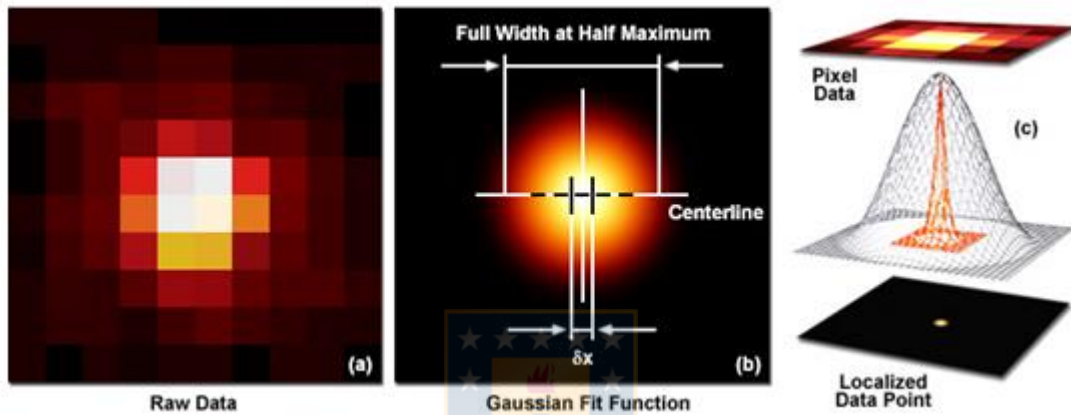 (a)
Raw Data
Full Width at Half Maximum
Centerline
δx
(b)
Gaussian Fit Function
Pixel
Data
(c)
Localized
Data Point